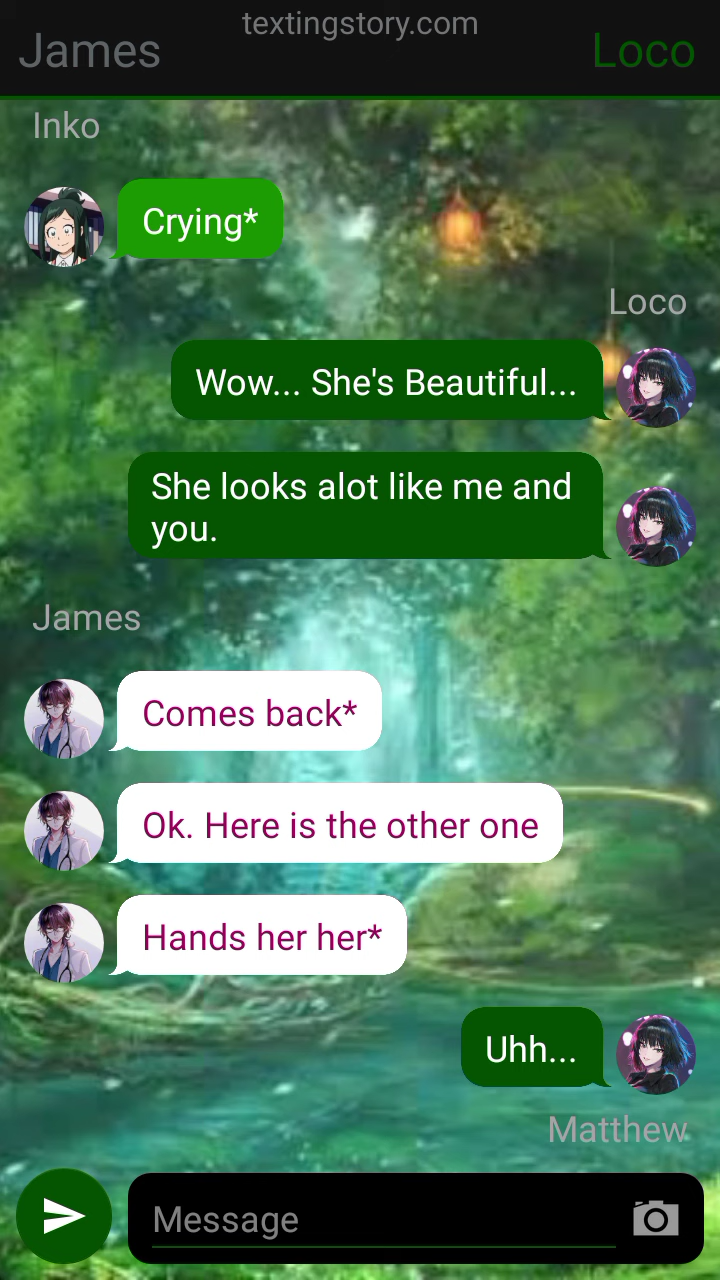 textingstory.com
James
Loco
Inko
Crying*
Loco
Wow... She's Beautiful...
She looks alot like me and
you.
James
Comes back*
Ok. Here is the other one
Hands her her*
Uhh...
Matthew
Message